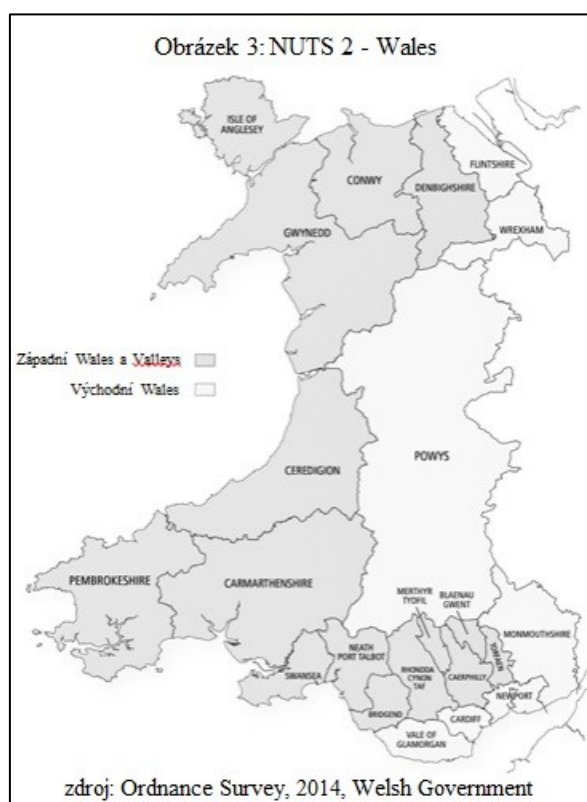 Obrázek 3: NUTS 2 - Wales
ISLE OF
ANGLESEY
FLINTSHIRE
CONWY
DENBIGHSHIRE
WREXHAM
GWYNEDD
Západní Wales a Valleys
Východní Wales
POWYS
CEREDIGION
PEMBROKESHIRE
CARMARTHENSHIRE
MERTHYR
TYDFIL
BLAENAU
GWENT
MONMOUTHSHIRE
NEATH
PORT TALBOT
TORFAEN
SWANSEA
RHONDDA
CYNON
TAF
CAERPHILLY
NEWPORT
BRIDGEND
CARDIFF
VALE OF
GLAMORGAN
zdroj: Ordnance Survey, 2014, Welsh Government